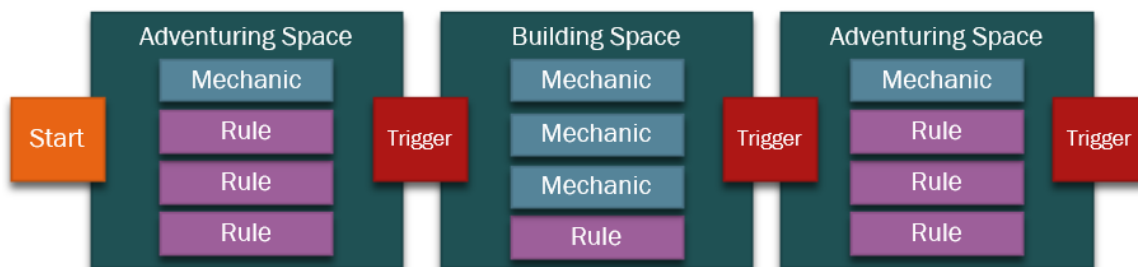 Start
Adventuring Space
Mechanic
Rule
Rule
Rule
Trigger
Building Space
Mechanic
Mechanic
Mechanic
Rule
Trigger
Adventuring Space
Mechanic
Rule
Rule
Rule
Trigger